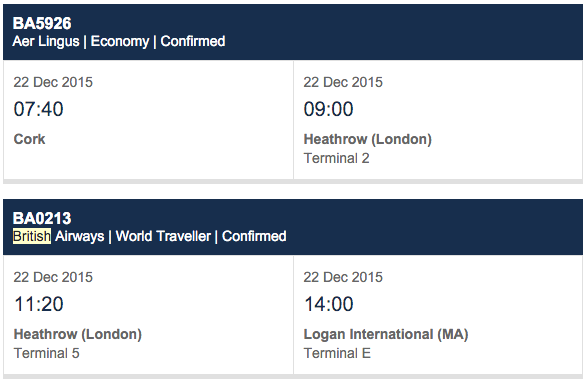 BA5926
Aer Lingus | Economy | Confirmed
22 Dec 2015
07:40
Cork
22 Dec 2015
09:00
Heathrow (London)
Terminal 2
BA0213
British Airways | World Traveller | Confirmed
22 Dec 2015
11:20
Heathrow (London)
Terminal 5
22 Dec 2015
14:00
Logan International (MA)
Terminal E